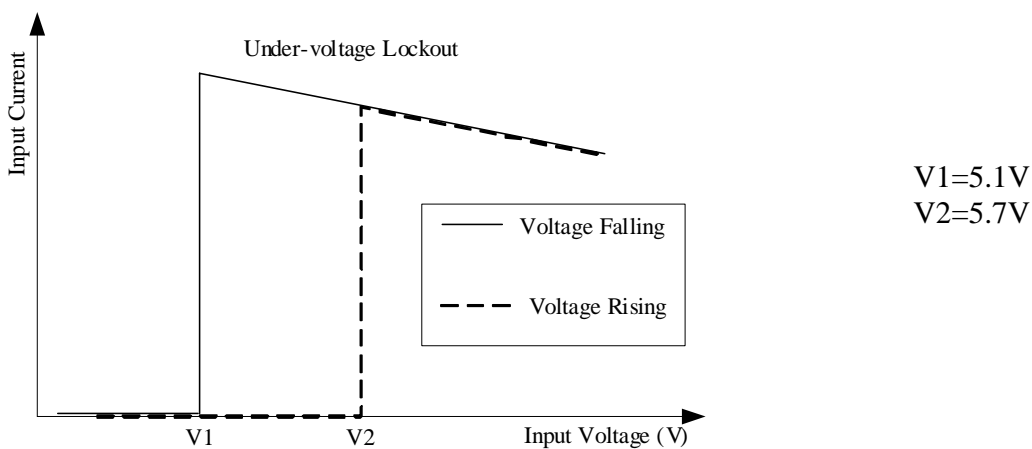 Under-voltage Lockout
Input Current
V1=5.1V
V2=5.7V
Voltage Falling
Voltage Rising
V1
V2
Input Voltage (V)